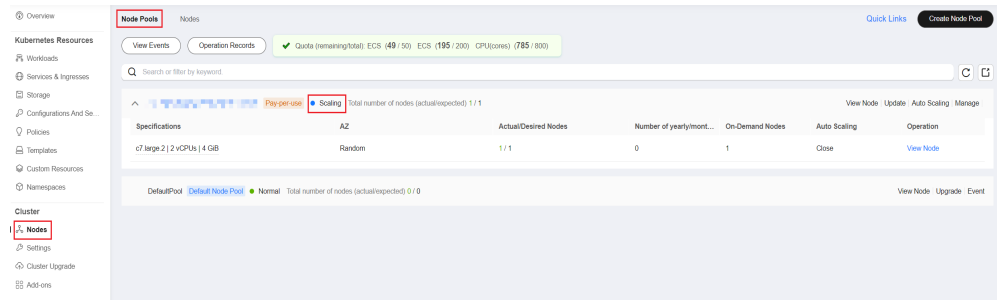 Overview
Kubernetes Resources
Workloads
Services & Ingresses
Storage
Configurations And Se...
Policies
Templates
Custom Resources
Namespaces
Cluster
Nodes
Settings
Cluster Upgrade
Add-ons
Node Pools Nodes Quick Links Create Node Pool
View Events Operation Records Quota (remaining/total): ECS (49 / 50) ECS (195 / 200) CPU(cores) (785 / 800)
Search or filter by keyword.
Pay-per-use Scaling Total number of nodes (actual/expected) 1 / 1 View Node Update Auto Scaling Manage
Specifications AZ Actual/Desired Nodes Number of yearly/mont... On-Demand Nodes Auto Scaling Operation
c7.large.2 | 2 vCPUs | 4 GiB Random 1 / 1 0 1 Close View Node
DefaultPool Default Node Pool Normal Total number of nodes (actual/expected) 0 / 0 View Node Upgrade Event